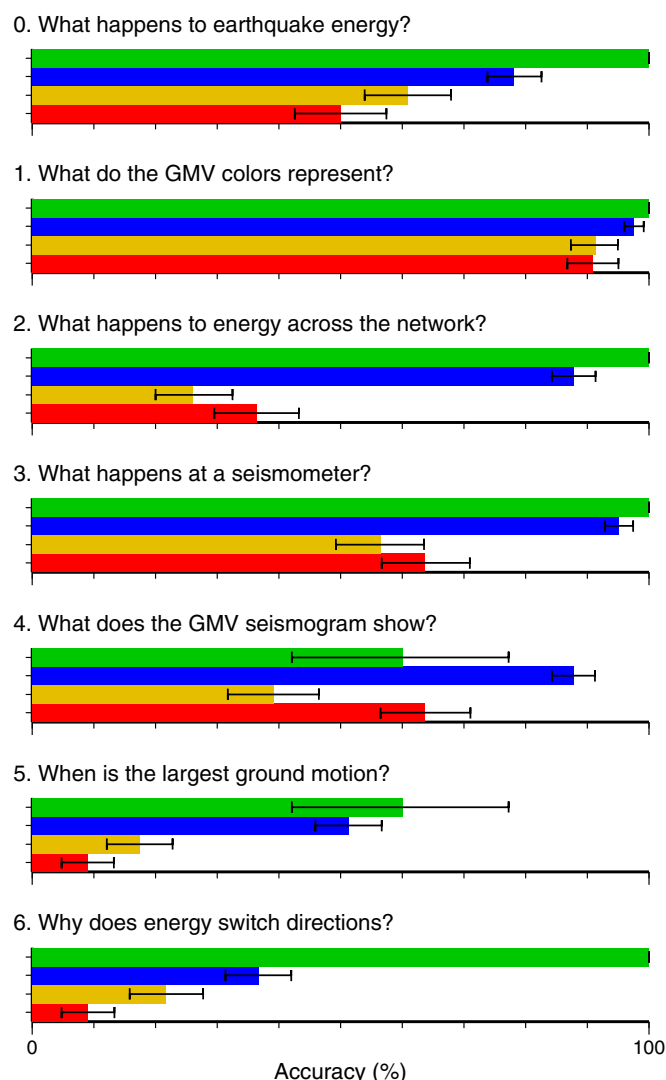 0. What happens to earthquake energy?
1. What do the GMV colors represent?
2. What happens to energy across the network?
3. What happens at a seismometer?
4. What does the GMV seismogram show?
5. When is the largest ground motion?
6. Why does energy switch directions?
0 100
Accuracy (%)